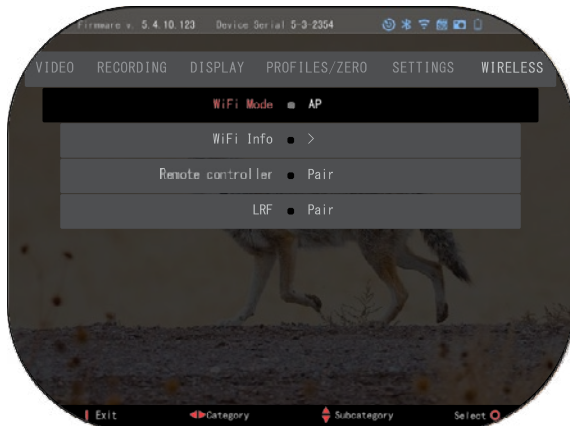 Firmware v. 5.4.10.123 Device Serial 5-3-2354
VIDEO RECORDING DISPLAY PROFILES/ZERO SETTINGS WIRELESS
WiFi Mode AP
WiFi Info >
Remote controller Pair
LRF Pair
Exit Category Subcategory Select